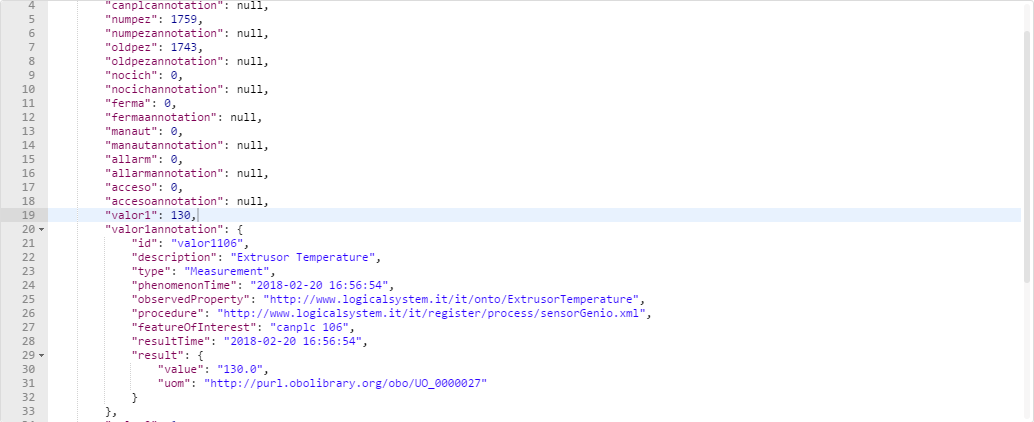 4 "canplcannotation": null,
5 "numpez": 1759,
6 "numpezannotation": null,
7 "oldpez": 1743,
8 "oldpezannotation": null,
9 "nocich": 0,
10 "nocichannotation": null,
11 "ferma": 0,
12 "fermaannotation": null,
13 "manaut": 0,
14 "manautannotation": null,
15 "allarm": 0,
16 "allarmannotation": null,
17 "acceso": 0,
18 "accesoannotation": null,
19 "valor1": 130,
20 "valor1annotation": {
21 "id": "valor1106",
22 "description": "Extrusor Temperature",
23 "type": "Measurement",
24 "phenomenonTime": "2018-02-20 16:56:54",
25 "observedProperty": "http://www.logicalsystem.it/it/onto/ExtrusorTemperature",
26 "procedure": "http://www.logicalsystem.it/it/register/process/sensorGenio.xml",
27 "featureOfInterest": "canplc 106",
28 "resultTime": "2018-02-20 16:56:54",
29 "result": {
30 "value": "130.0",
31 "uom": "http://purl.obolibrary.org/obo/UO_0000027"
32 }
33 },